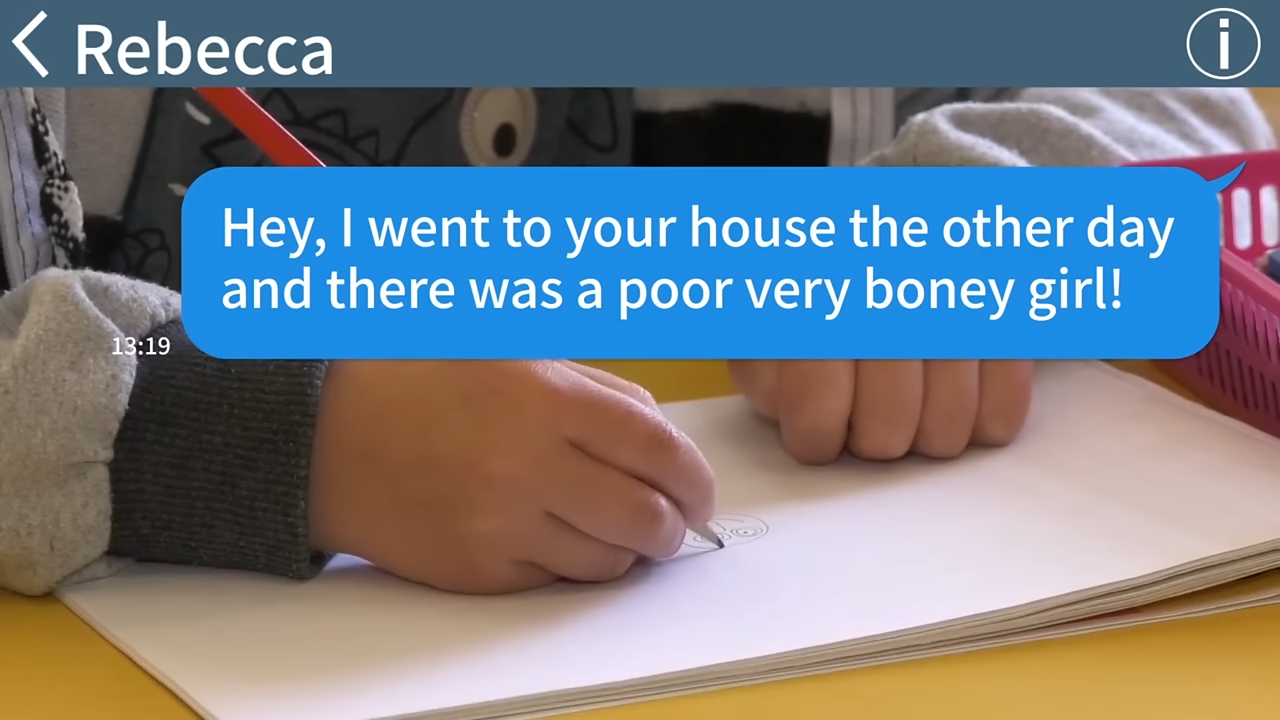 Rebecca
Hey, I went to your house the other day
and there was a poor very boney girl!
13:19